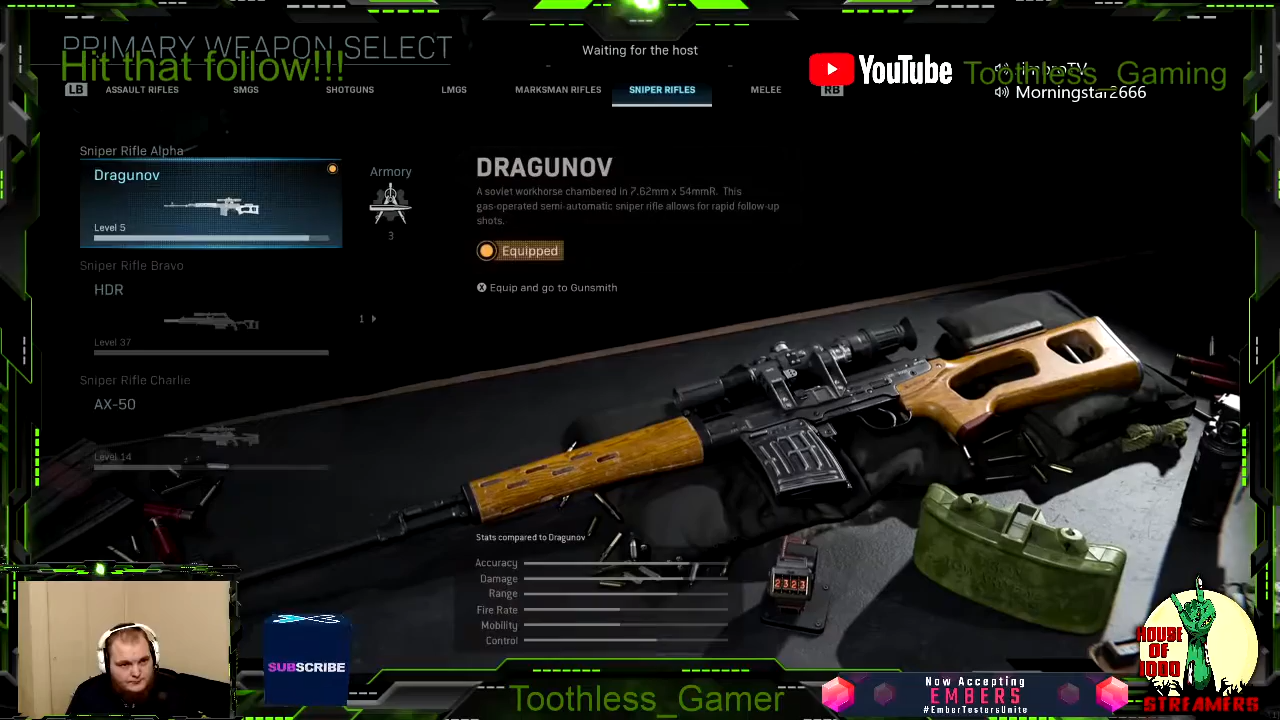 PRIMARY WEAPON SELECT
Hit that follow!!!
Waiting for the host
YouTube
Toothless_Gaming
Morningstar2666
LB
ASSAULT RIFLES
SMGS
SHOTGUNS
LMGS
MARKSMAN RIFLES
SNIPER RIFLES
MELEE
RB
Sniper Rifle Alpha
Dragunov
Level 5
Armory
3
DRAGUNOV
A soviet workhorse chambered in 7.62mm x 54mmR. This
gas-operated semi-automatic sniper rifle allows for rapid follow-up
shots.
Equipped
X Equip and go to Gunsmith
Sniper Rifle Bravo
HDR
Level 37
1
Sniper Rifle Charlie
AX-50
Level 14
Stats compared to Dragunov
Accuracy
Damage
Range
Fire Rate
Mobility
Control
2323
SUBSCRIBE
Toothless_Gamer
Now Accepting
EMBERS
#EmberTestoreUnite
HOUSE
OF
1000
STREAMERS